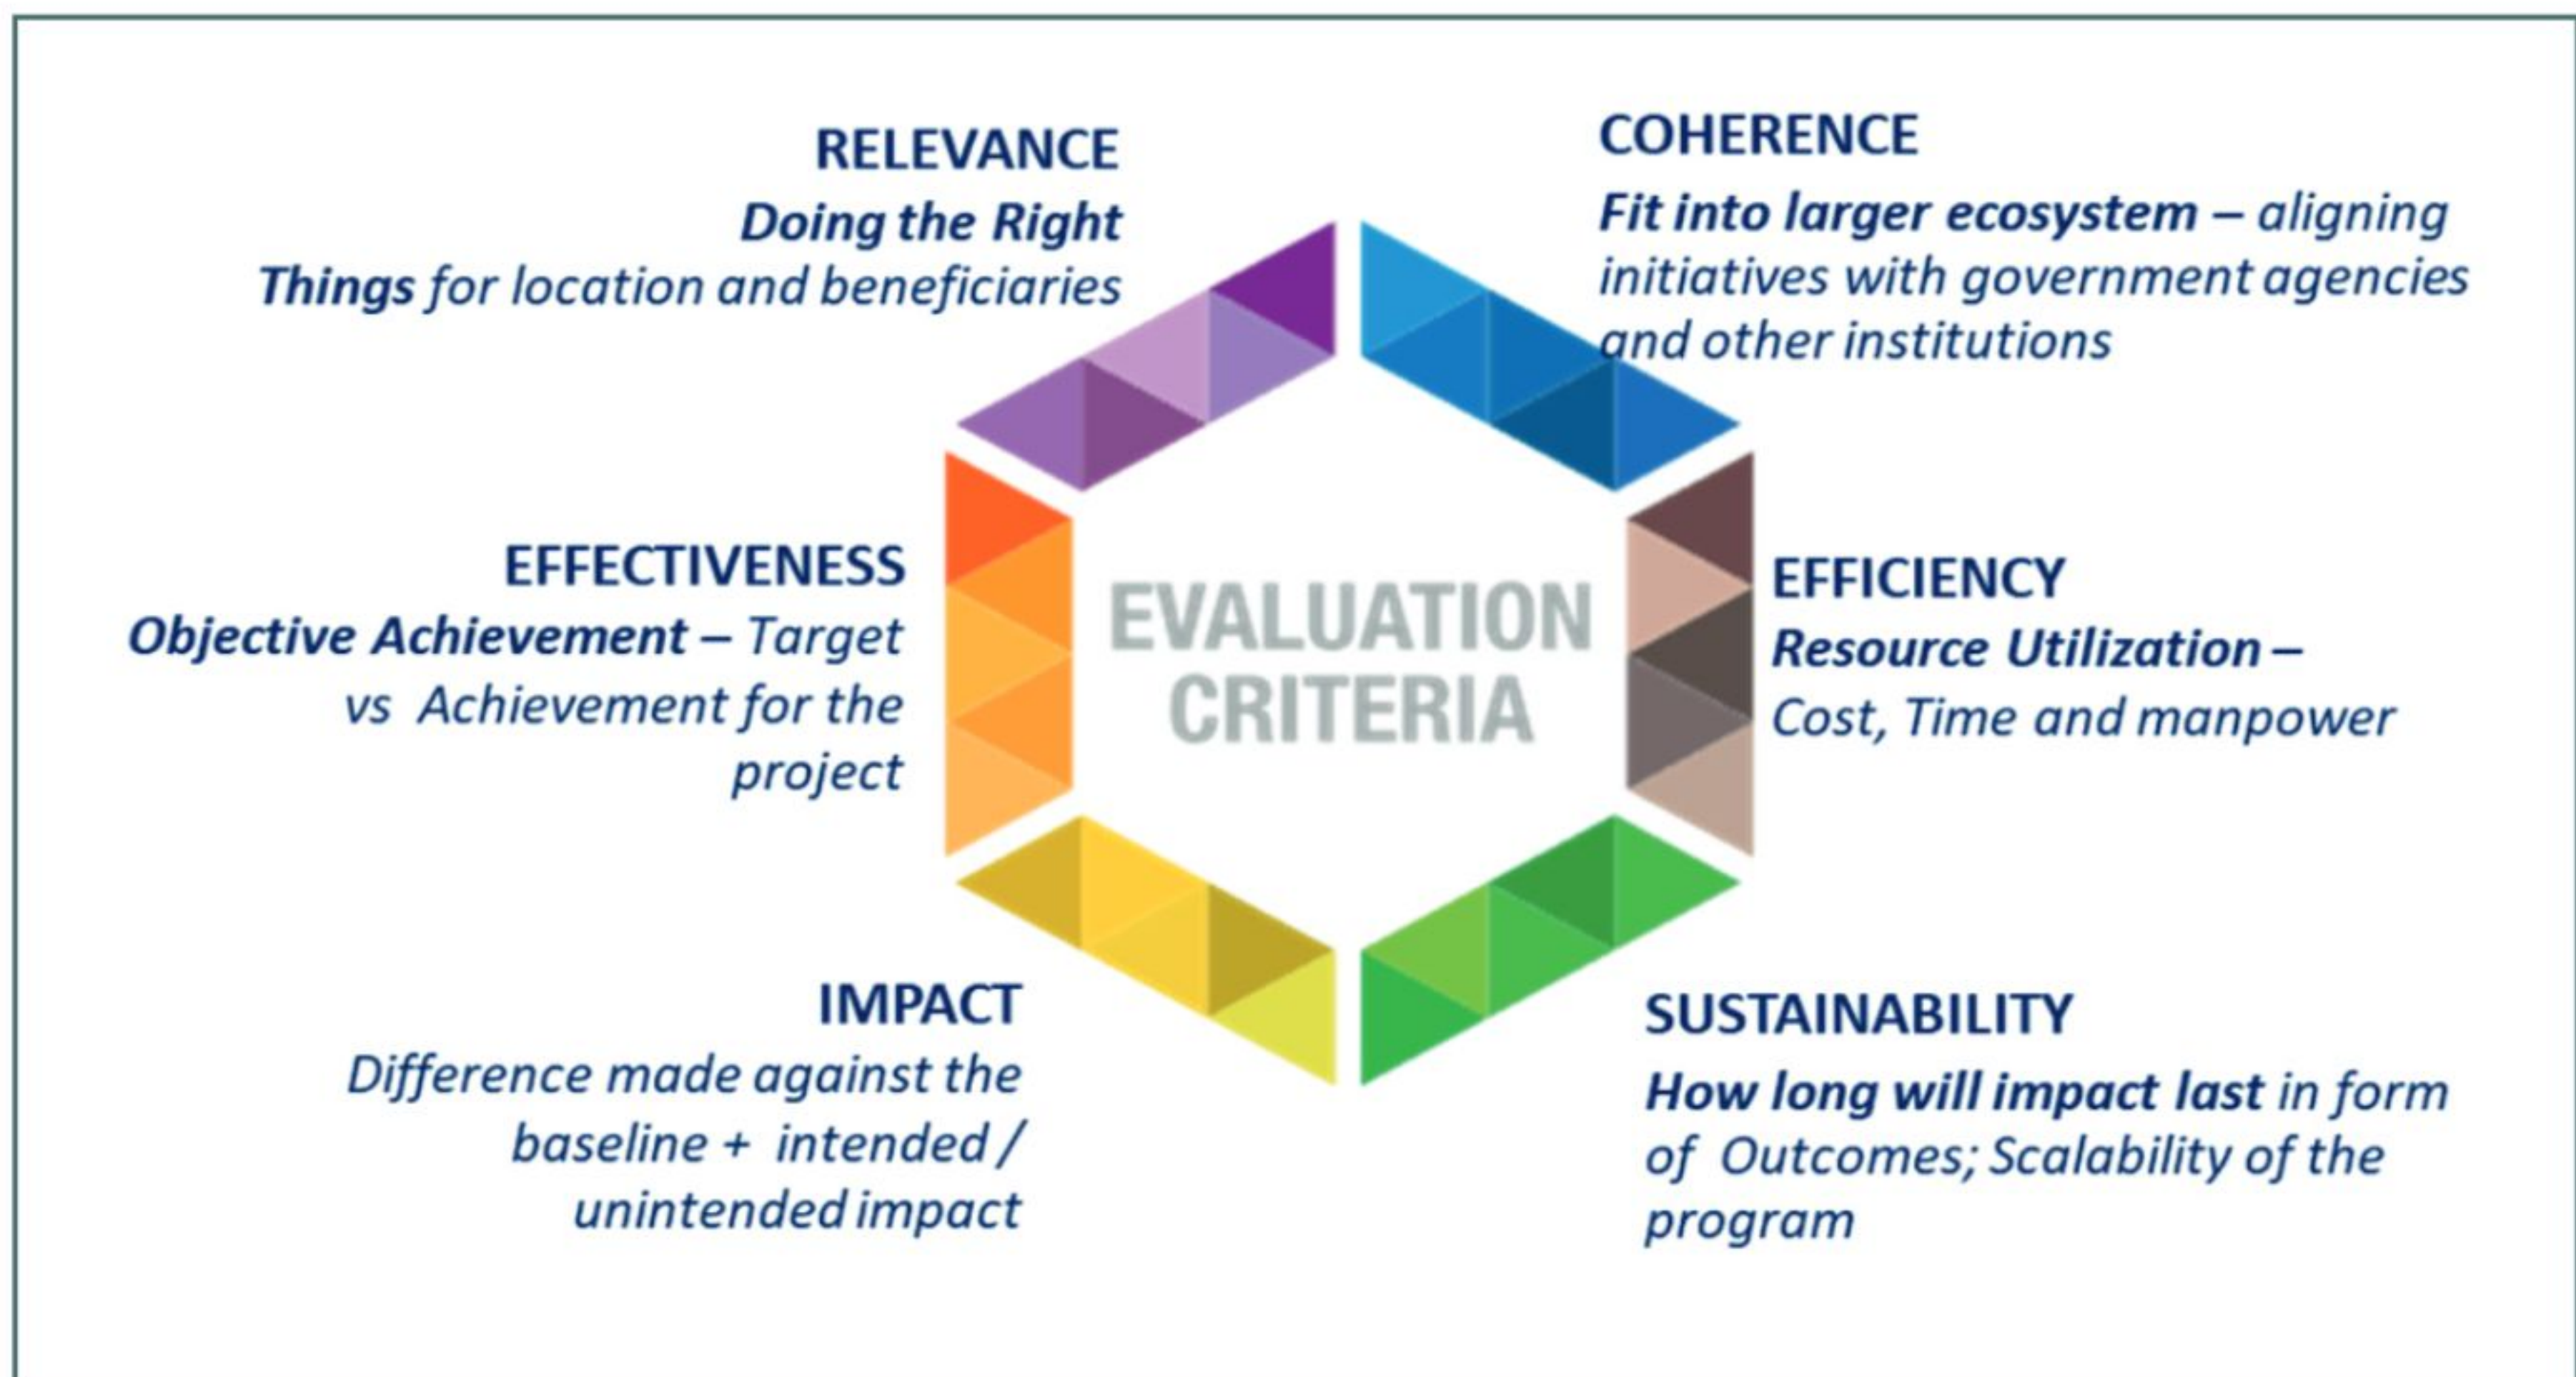 RELEVANCE
Doing the Right
Things for location and beneficiaries
COHERENCE
Fit into larger ecosystem – aligning
initiatives with government agencies
and other institutions
EFFECTIVENESS
Objective Achievement – Target
vs Achievement for the
project
EVALUATION
CRITERIA
EFFICIENCY
Resource Utilization –
Cost, Time and manpower
IMPACT
Difference made against the
baseline + intended /
unintended impact
SUSTAINABILITY
How long will impact last in form
of Outcomes; Scalability of the
program